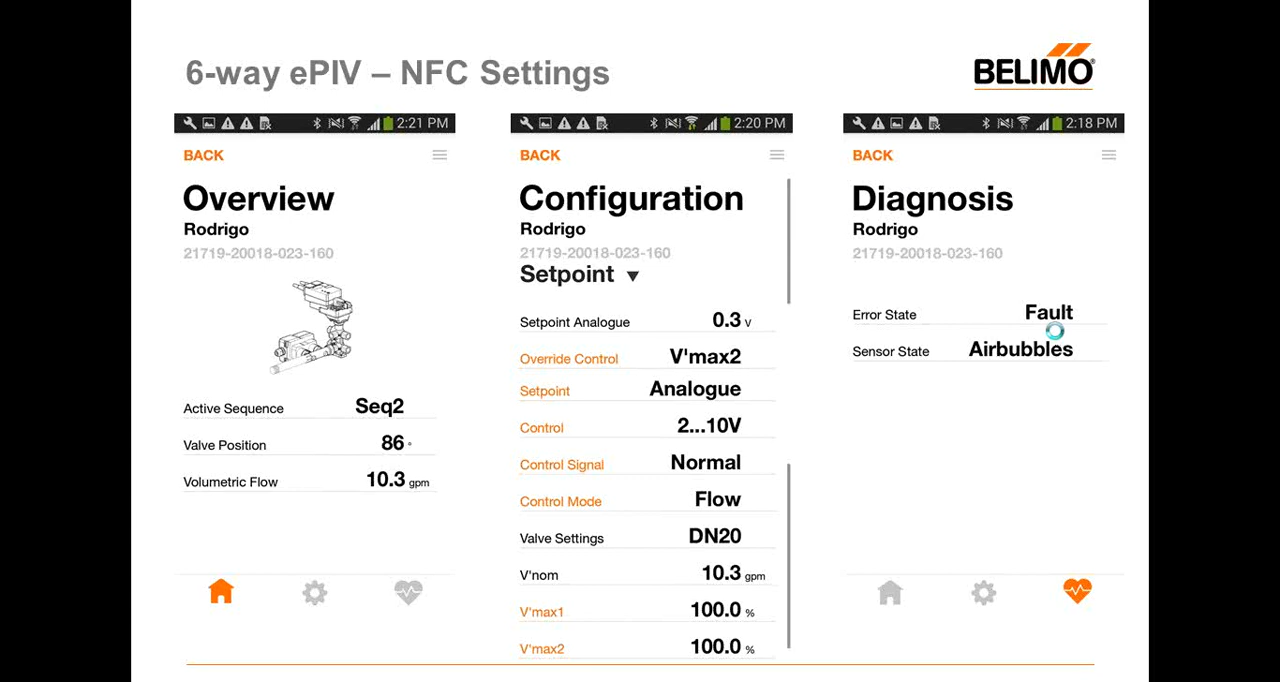 6-way ePIV – NFC Settings
BELIMO®
2:21 PM
BACK
Overview
Rodrigo
21719-20018-023-160
Active Sequence Seq2
Valve Position 86 °
Volumetric Flow 10.3 gpm
2:20 PM
BACK
Configuration
Rodrigo
21719-20018-023-160
Setpoint ▼
Setpoint Analogue 0.3 V
Override Control V'max2
Setpoint Analogue
Control 2...10V
Control Signal Normal
Control Mode Flow
Valve Settings DN20
V'nom 10.3 gpm
V'max1 100.0 %
V'max2 100.0 %
2:18 PM
BACK
Diagnosis
Rodrigo
21719-20018-023-160
Error State Fault
Sensor State Airbubbles